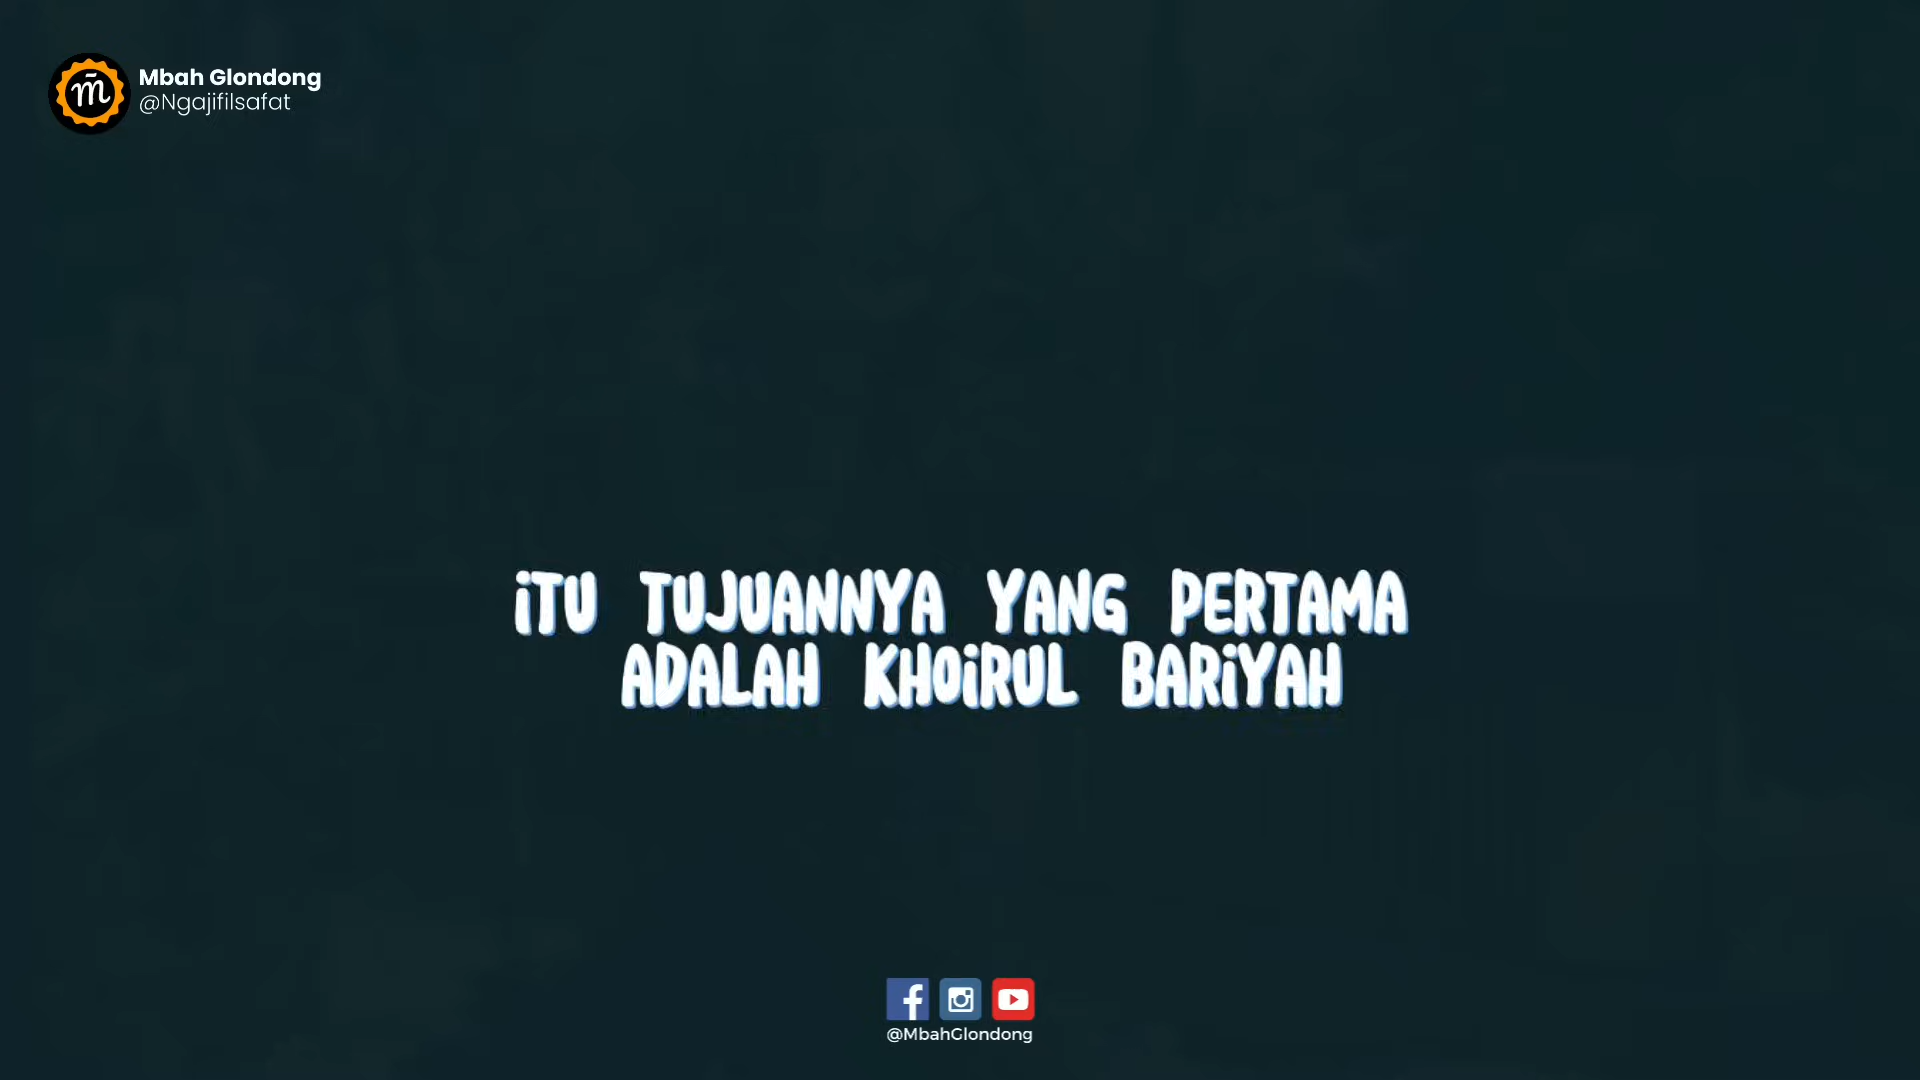 m̃
Mbah Glondong
@Ngajifilsafat
iTU TUJUANNYA YANG PERTAMA
ADALAH KHOiRUL BARiYAH
@MbahGlondong